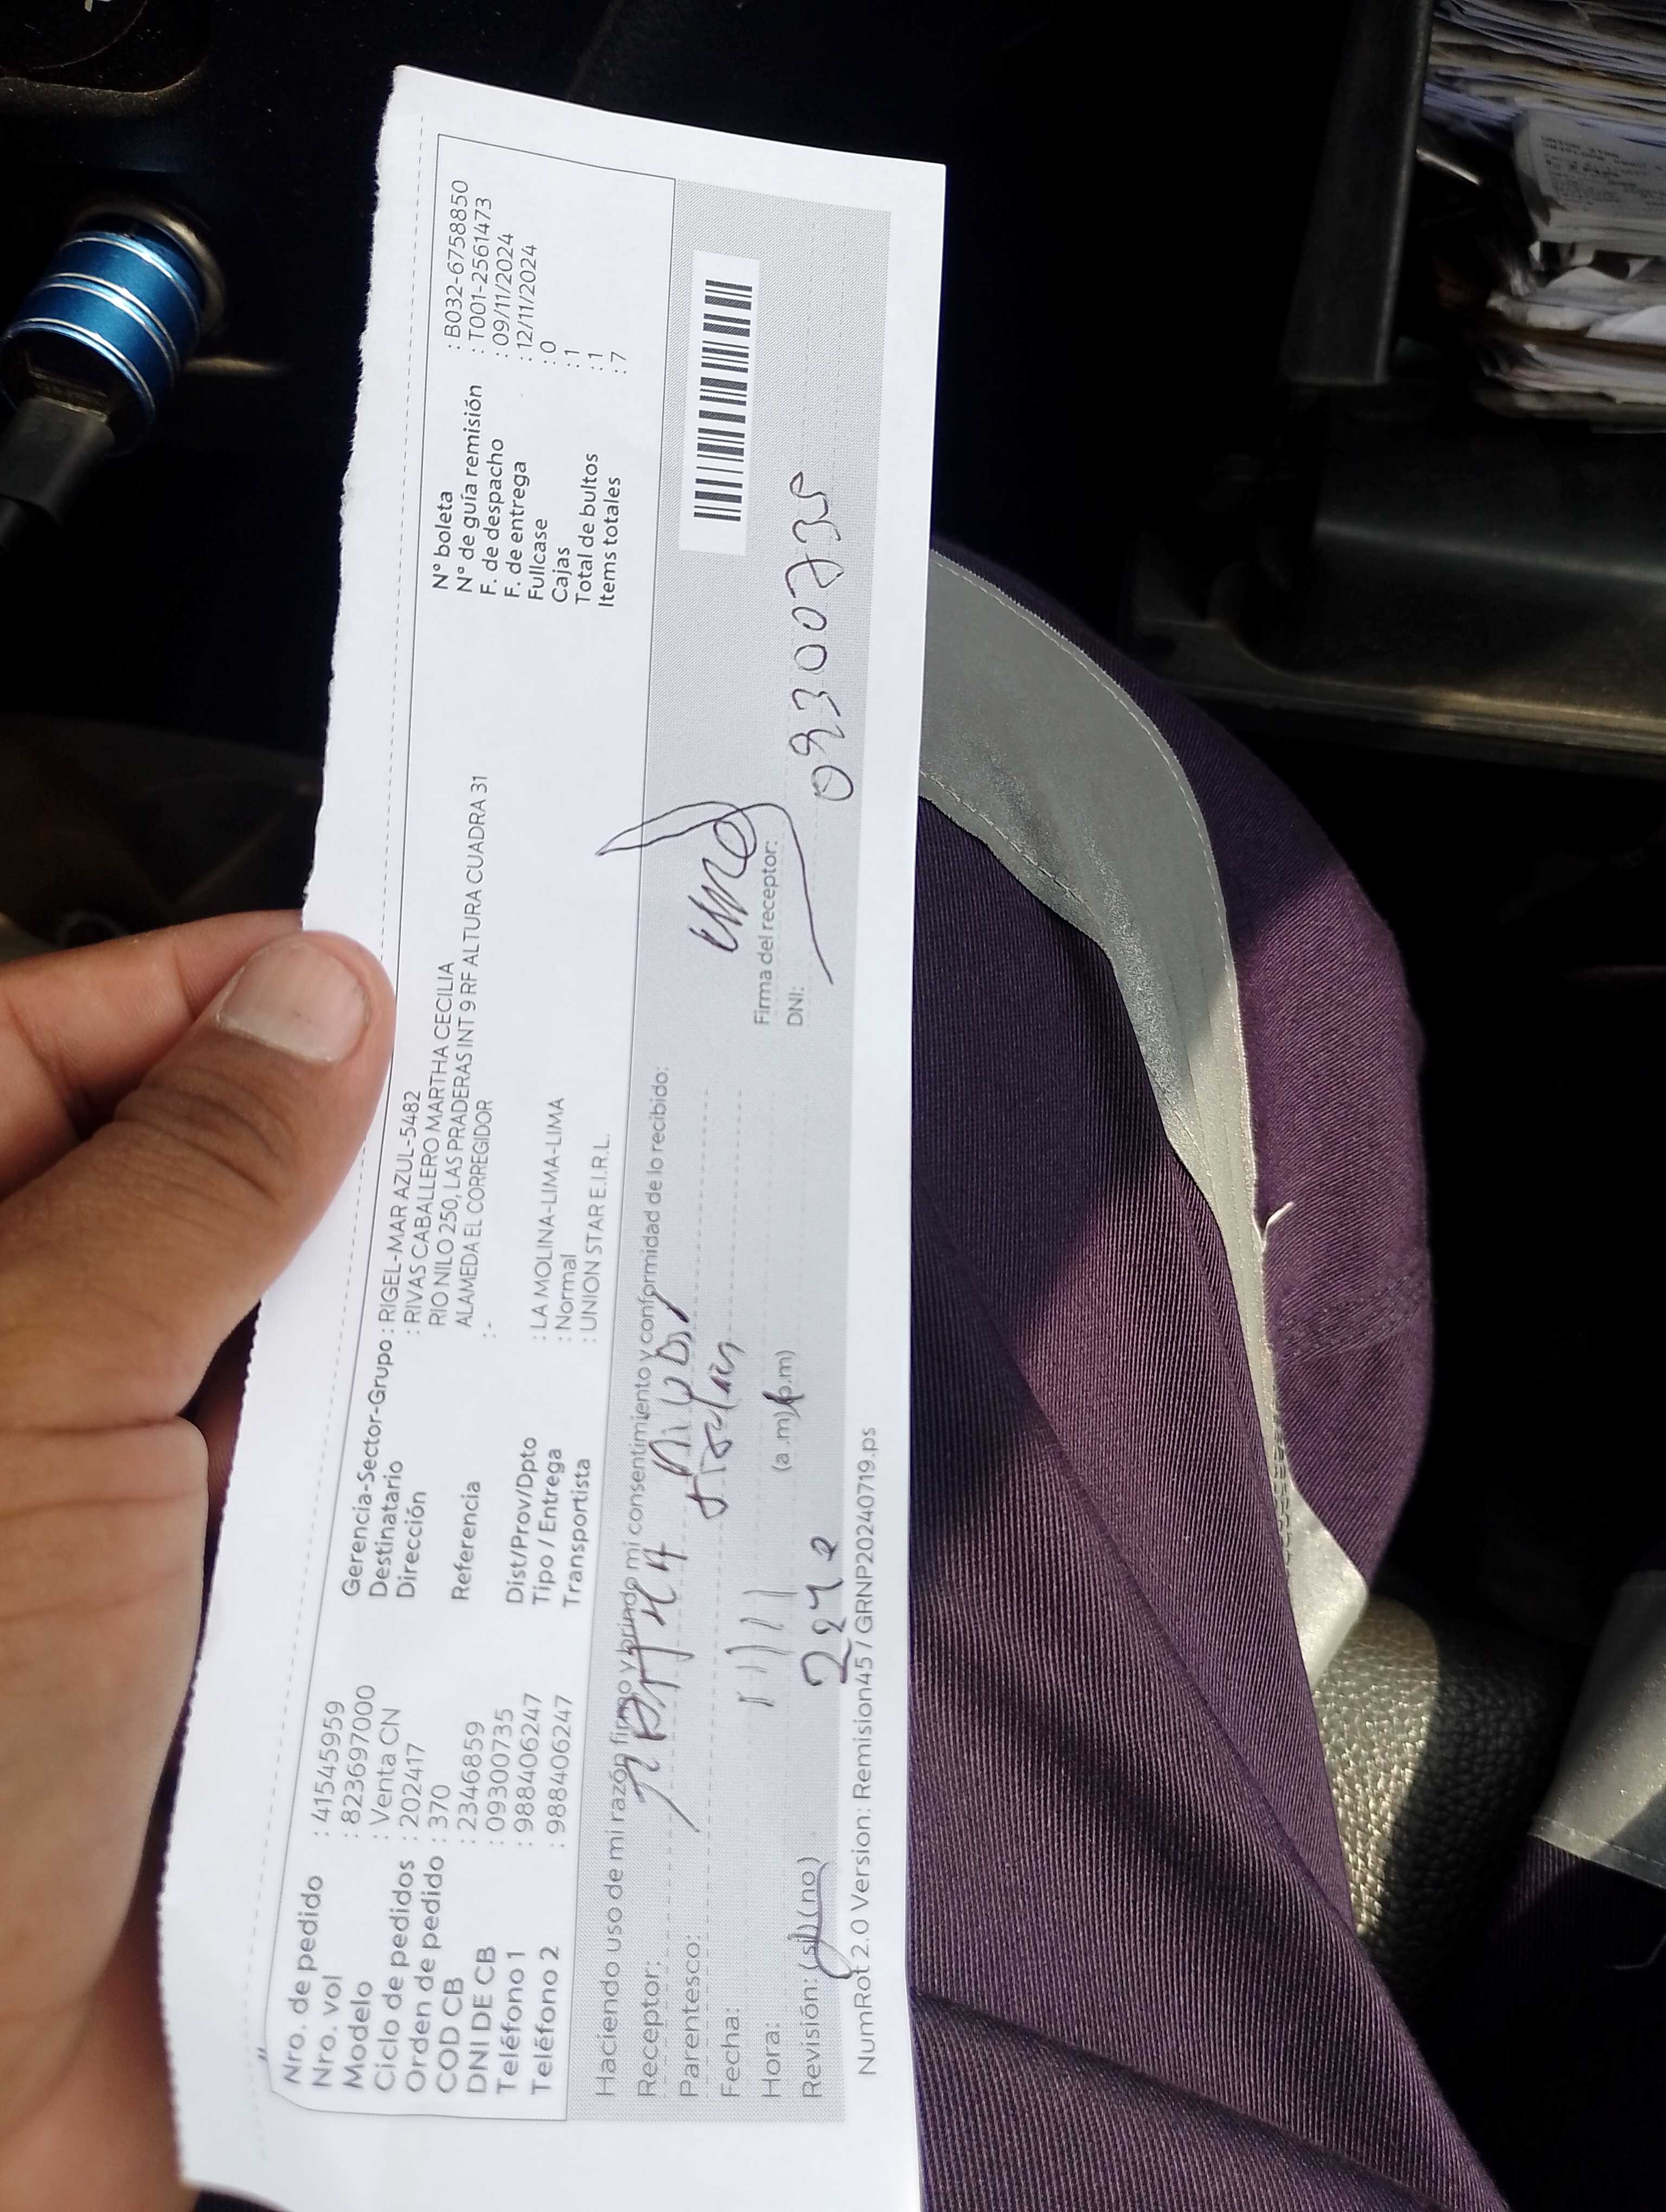 Nro. de pedido : 41545959
Nro. vol : 823697000
Modelo : Venta CN
Ciclo de pedidos : 202417
Orden de pedido : 370
COD CB : 2346859
DNI DE CB : 09300735
Teléfono 1 : 988406247
Teléfono 2 : 988406247
Gerencia-Sector-Grupo : RIGEL-MAR AZUL-5482
Destinatario : RIVAS CABALLERO MARTHA CECILIA
Dirección RIO NILO 250, LAS PRADERAS INT 9 RF ALTURA CUADRA 31
ALAMEDA EL CORREGIDOR
Referencia : -
Dist/Prov/Dpto : LA MOLINA-LIMA-LIMA
Tipo / Entrega : Normal
Transportista : UNION STAR E.I.R.L.
N° boleta : B032-6758850
N° de guía remisión : T001-2561473
F. de despacho : 09/11/2024
F. de entrega : 12/11/2024
Fullcase : 0
Cajas : 1
Total de bultos : 1
Items totales : 7
Haciendo uso de mi razón firmo y brindo mi consentimiento y conformidad de lo recibido:
Receptor:
Parentesco:
Fecha:
Hora: (a.m) (p.m)
Revisión: (si) (no)
Firma del receptor:
DNI: 09300735
NumRot 2.0 Version: Remision45 / GRNP20240719.ps